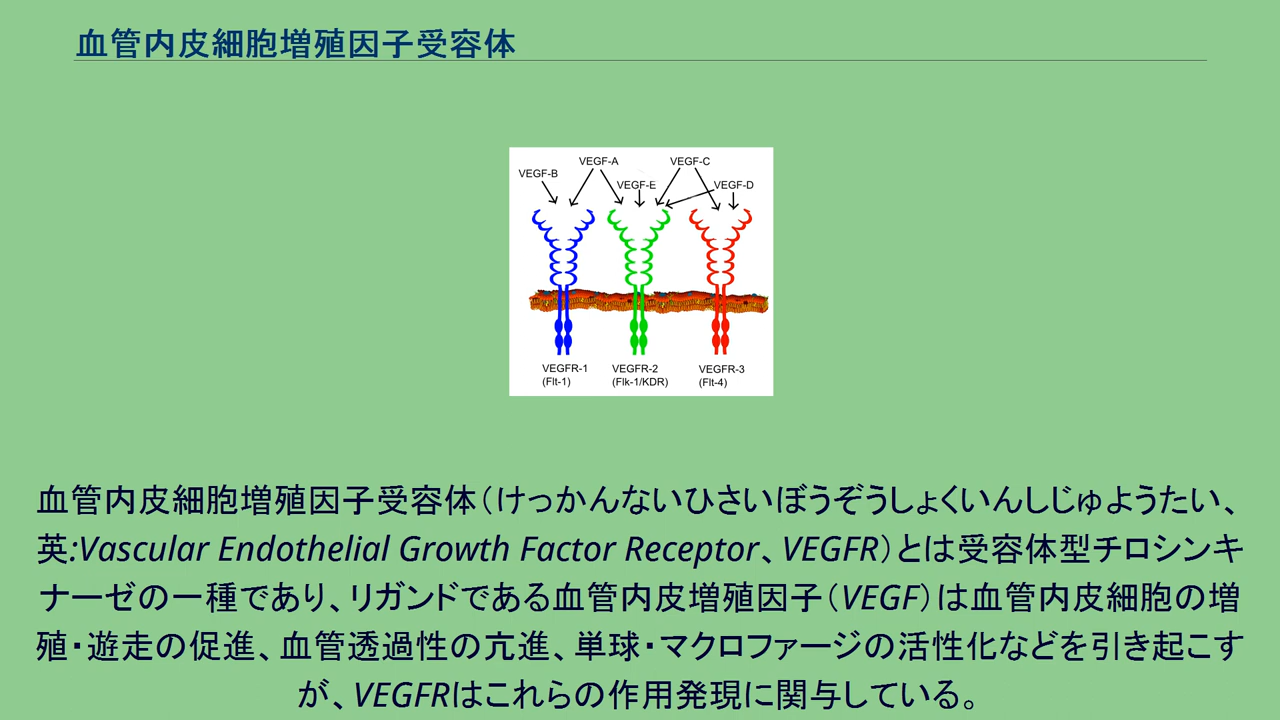 血管内皮細胞増殖因子受容体
VEGF-A
VEGF-C
VEGF-B
VEGF-E
VEGF-D
VEGFR-1
(Flt-1)
VEGFR-2
(Flk-1/KDR)
VEGFR-3
(Flt-4)
血管内皮細胞増殖因子受容体（けっかんないひさいぼうぞうしょくいんしじゅようたい、
英:Vascular Endothelial Growth Factor Receptor、VEGFR）とは受容体型チロシンキ
ナーゼの一種であり、リガンドである血管内皮増殖因子（VEGF）は血管内皮細胞の増
殖・遊走の促進、血管透過性の亢進、単球・マクロファージの活性化などを引き起こす
が、VEGFRはこれらの作用発現に関与している。